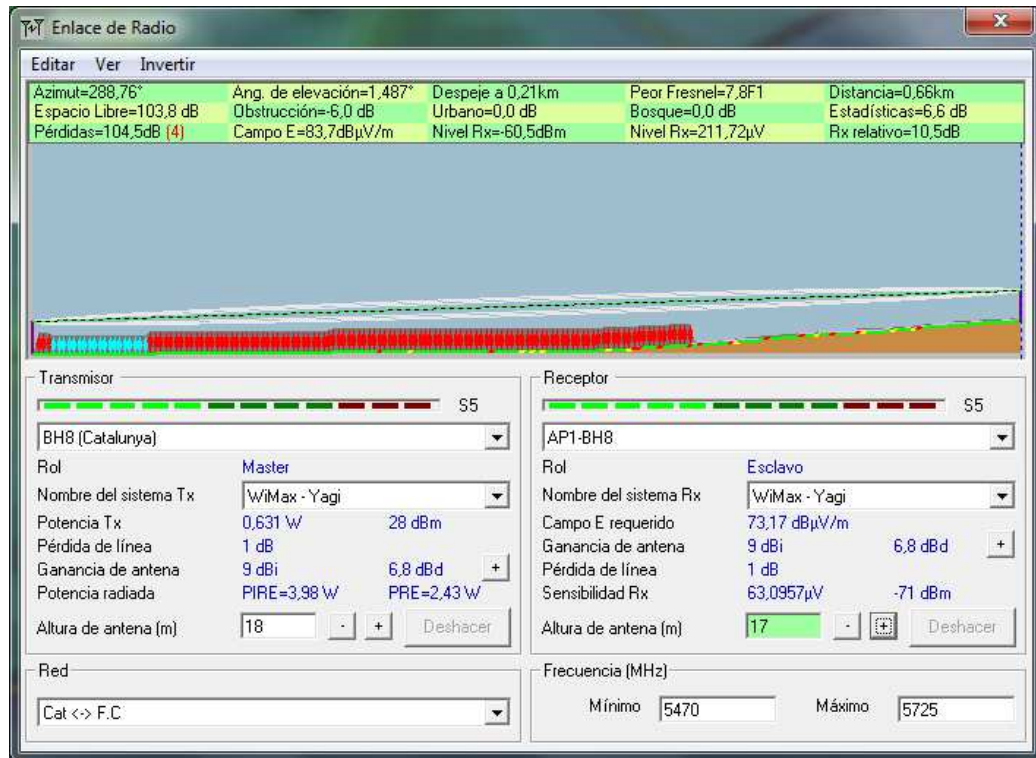 Enlace de Radio
Editar Ver Invertir
Azimut=288,76° Ang. de elevación=1,487° Despeje a 0,21km Peor Fresnel=7,8F1 Distancia=0,66km
Espacio Libre=103,8 dB Obstrucción=-6,0 dB Urbano=0,0 dB Bosque=0,0 dB Estadísticas=6,6 dB
Pérdidas=104,5dB (4) Campo E=83,7dBµV/m Nivel Rx=-60,5dBm Nivel Rx=211,72µV Rx relativo=10,5dB
Transmisor
S5
BH8 (Catalunya)
Rol Master
Nombre del sistema Tx WiMax - Yagi
Potencia Tx 0,631 W 28 dBm
Pérdida de línea 1 dB
Ganancia de antena 9 dBi 6,8 dBd +
Potencia radiada PIRE=3,98 W PRE=2,43 W
Altura de antena (m) 18 - + Deshacer
Receptor
S5
AP1-BH8
Rol Esclavo
Nombre del sistema Rx WiMax - Yagi
Campo E requerido 73,17 dBµV/m
Ganancia de antena 9 dBi 6,8 dBd +
Pérdida de línea 1 dB
Sensibilidad Rx 63,0957µV -71 dBm
Altura de antena (m) 17 - + Deshacer
Red
Cat <-> F.C
Frecuencia (MHz)
Mínimo 5470 Máximo 5725